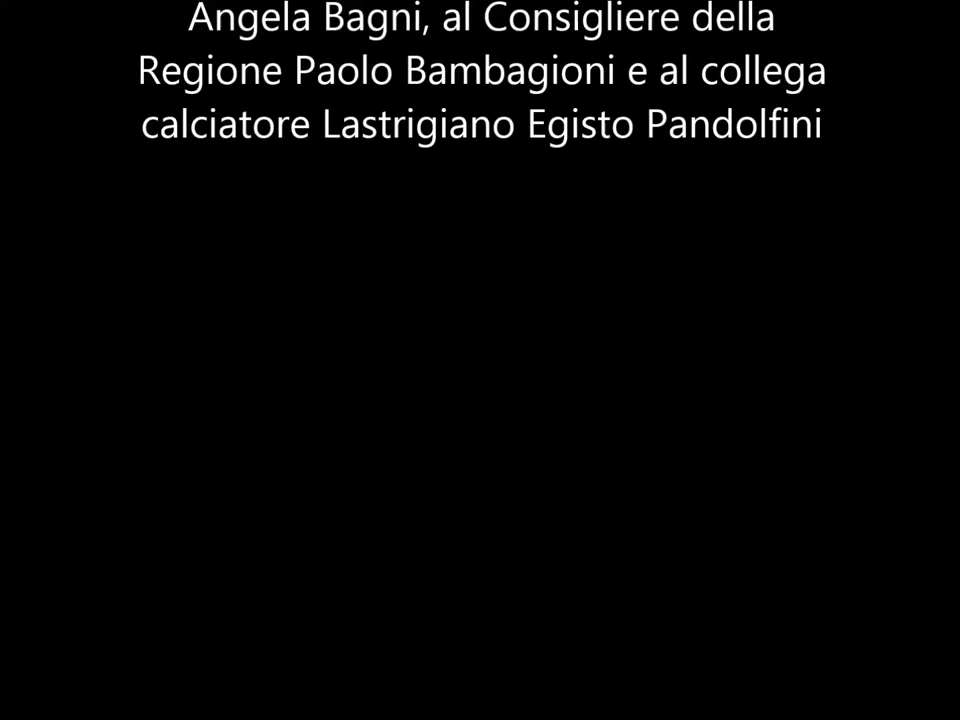 Angela Bagni, al Consigliere della
Regione Paolo Bambagioni e al collega
calciatore Lastrigiano Egisto Pandolfini